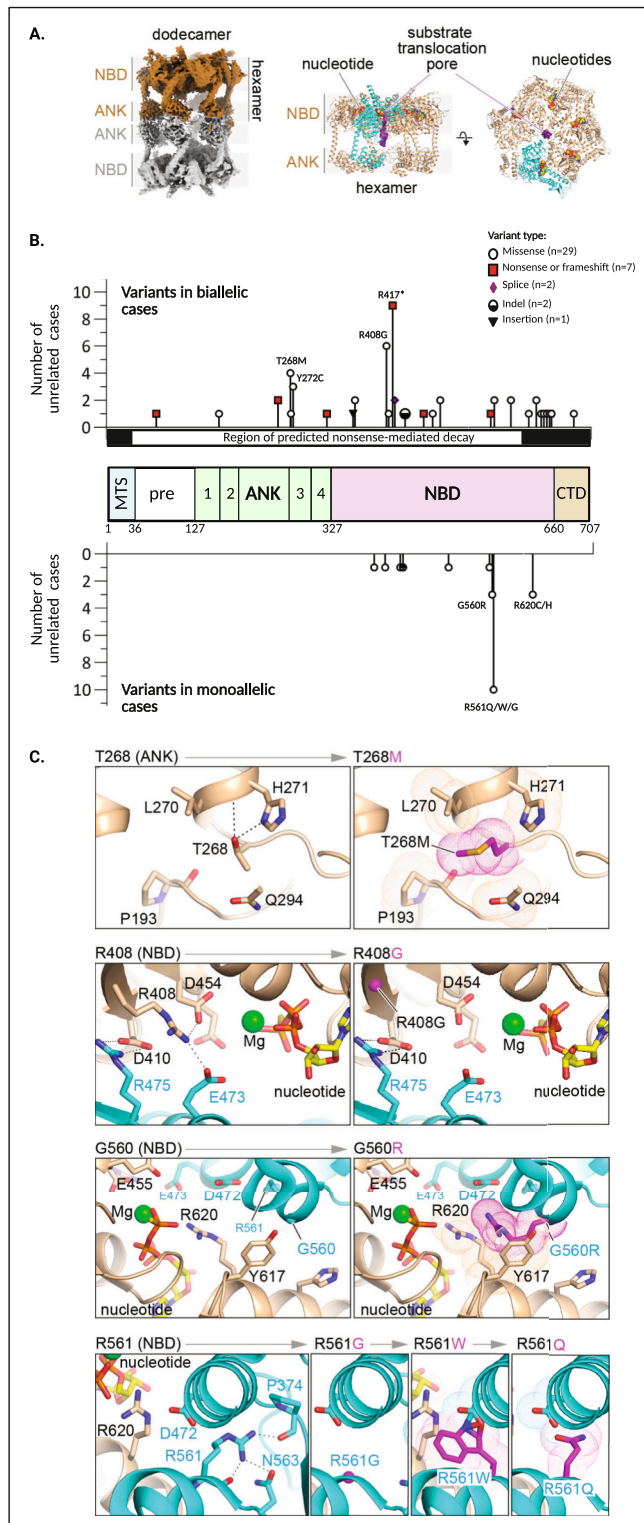 A.
dodecamer
NBD
ANK
ANK
NBD
hexamer
substrate
translocation
pore
nucleotide
nucleotides
NBD
ANK
hexamer
B.
Variant type:
Missense (n=29)
Nonsense or frameshift (n=7)
Splice (n=2)
Indel (n=2)
Insertion (n=1)
Number of
unrelated cases
10
8
6
4
2
0
Variants in biallelic
cases
T268M
Y272C
R408G
R417*
Region of predicted nonsense-mediated decay
MTS
pre
1
2
ANK
3
4
NBD
CTD
1
36
127
327
660
707
Number of
unrelated cases
0
2
4
6
8
10
G560R
R620C/H
R561Q/W/G
Variants in monoallelic
cases
C.
T268 (ANK)
T268M
L270
H271
T268
P193
Q294
L270
H271
T268M
P193
Q294
R408 (NBD)
R408G
R408
D454
Mg
D410
R475
E473
nucleotide
D454
R408G
Mg
D410
R475
E473
nucleotide
G560 (NBD)
G560R
E455
E473
D472
Mg
R620
R561
G560
Y617
nucleotide
E455
E473
D472
Mg
R620
G560R
Y617
nucleotide
R561 (NBD)
R561G
R561W
R561Q
nucleotide
P374
R620
D472
R561
N563
R561G
R561W
R561Q